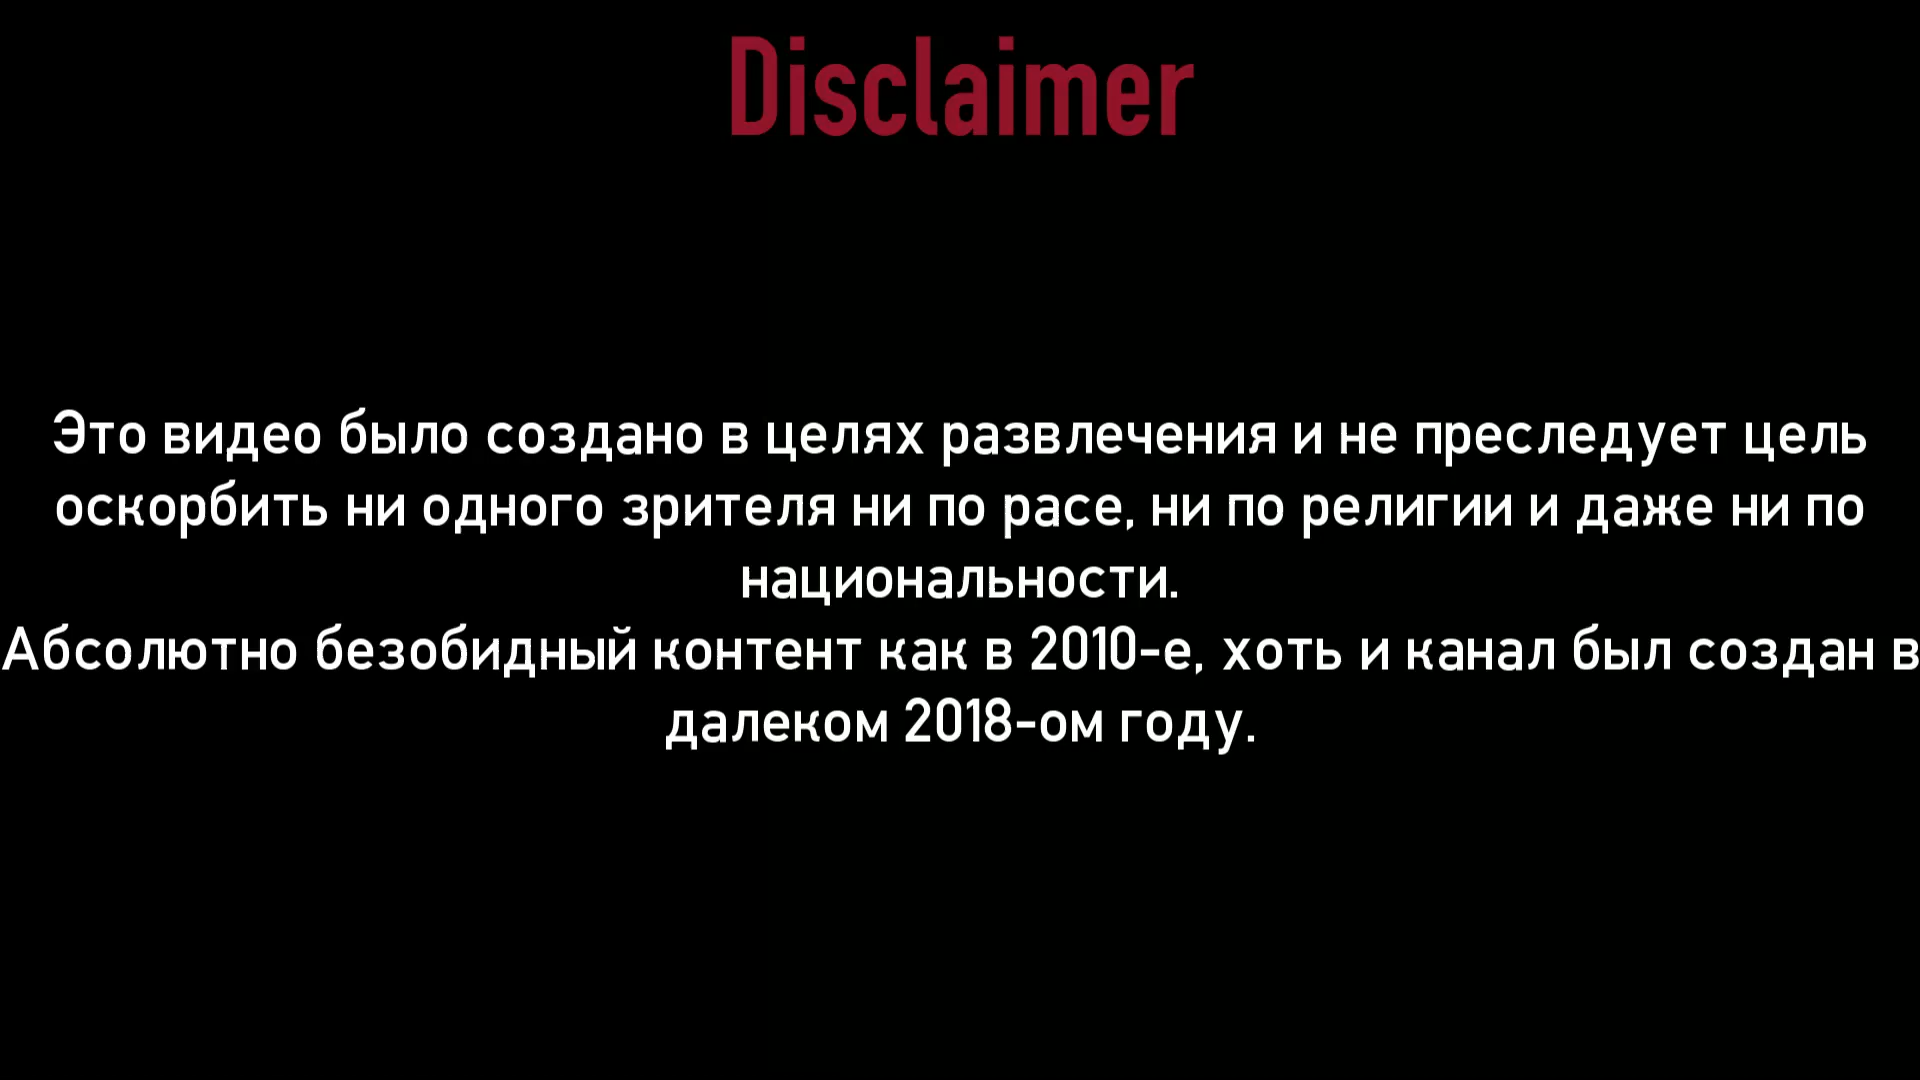 Disclaimer
Это видео было создано в целях развлечения и не преследует цель
оскорбить ни одного зрителя ни по расе, ни по религии и даже ни по
национальности.
Абсолютно безобидный контент как в 2010-е, хоть и канал был создан в
далеком 2018-ом году.